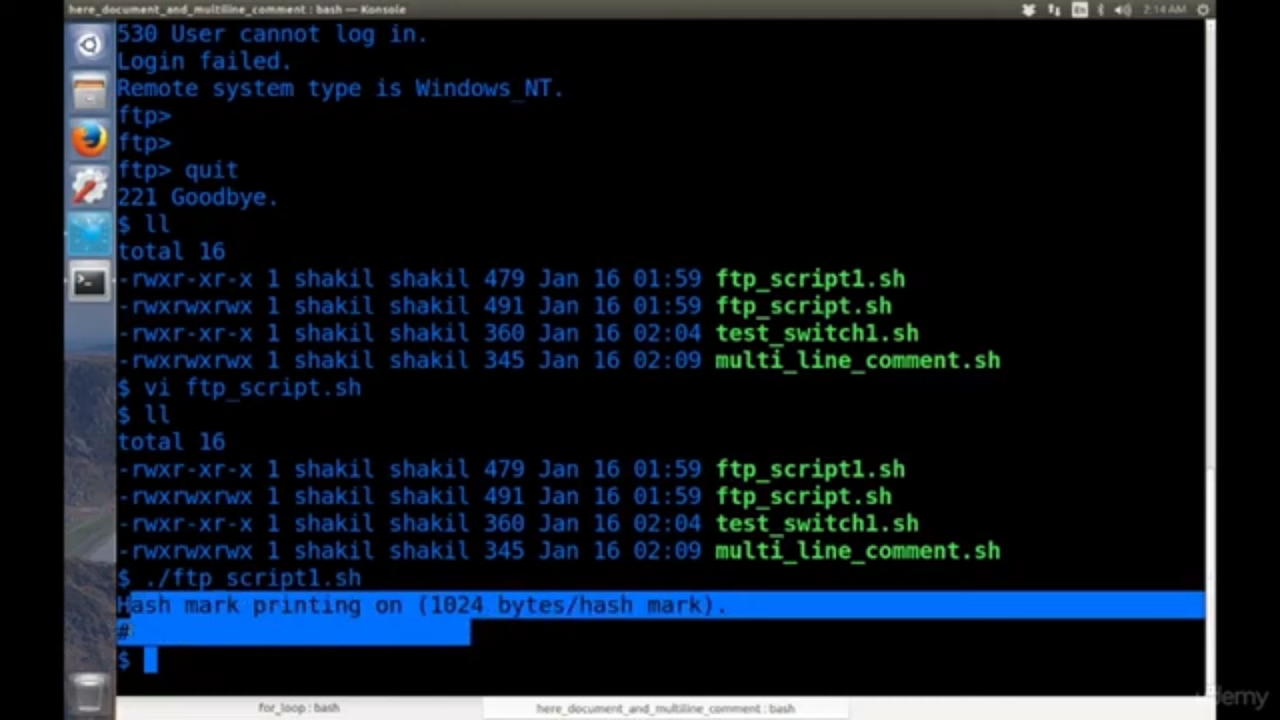 here_document_and_multiline_comment : bash — Konsole
En
2:14 AM
530 User cannot log in.
Login failed.
Remote system type is Windows_NT.
ftp>
ftp>
ftp> quit
221 Goodbye.
$ ll
total 16
-rwxr-xr-x 1 shakil shakil 479 Jan 16 01:59 ftp_script1.sh
-rwxrwxrwx 1 shakil shakil 491 Jan 16 01:59 ftp_script.sh
-rwxr-xr-x 1 shakil shakil 360 Jan 16 02:04 test_switch1.sh
-rwxrwxrwx 1 shakil shakil 345 Jan 16 02:09 multi_line_comment.sh
$ vi ftp_script.sh
$ ll
total 16
-rwxr-xr-x 1 shakil shakil 479 Jan 16 01:59 ftp_script1.sh
-rwxrwxrwx 1 shakil shakil 491 Jan 16 01:59 ftp_script.sh
-rwxr-xr-x 1 shakil shakil 360 Jan 16 02:04 test_switch1.sh
-rwxrwxrwx 1 shakil shakil 345 Jan 16 02:09 multi_line_comment.sh
$ ./ftp_script1.sh
Hash mark printing on (1024 bytes/hash mark).
#
$
for_loop : bash
here_document_and_multiline_comment : bash
udemy